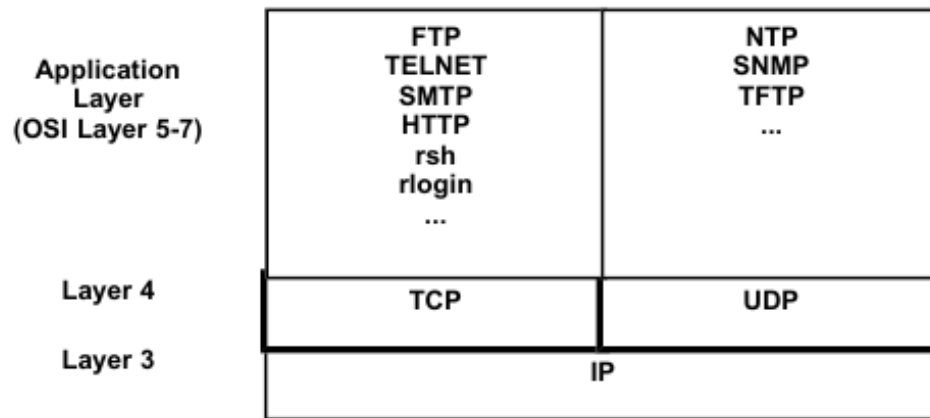 Application
Layer
(OSI Layer 5-7)
FTP
TELNET
SMTP
HTTP
rsh
rlogin
...
NTP
SNMP
TFTP
...
Layer 4
TCP
UDP
Layer 3
IP